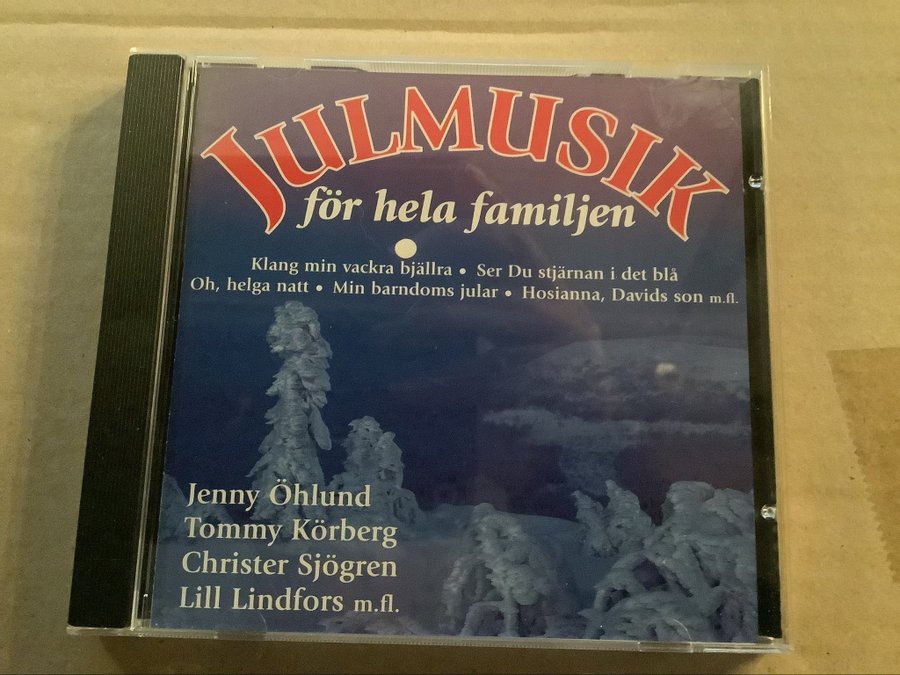 JULMUSIK
för hela familjen
Klang min vackra bjällra • Ser Du stjärnan i det blå
Oh, helga natt • Min barndoms jular • Hosianna, Davids son m.fl.
Jenny Öhlund
Tommy Körberg
Christer Sjögren
Lill Lindfors m.fl.